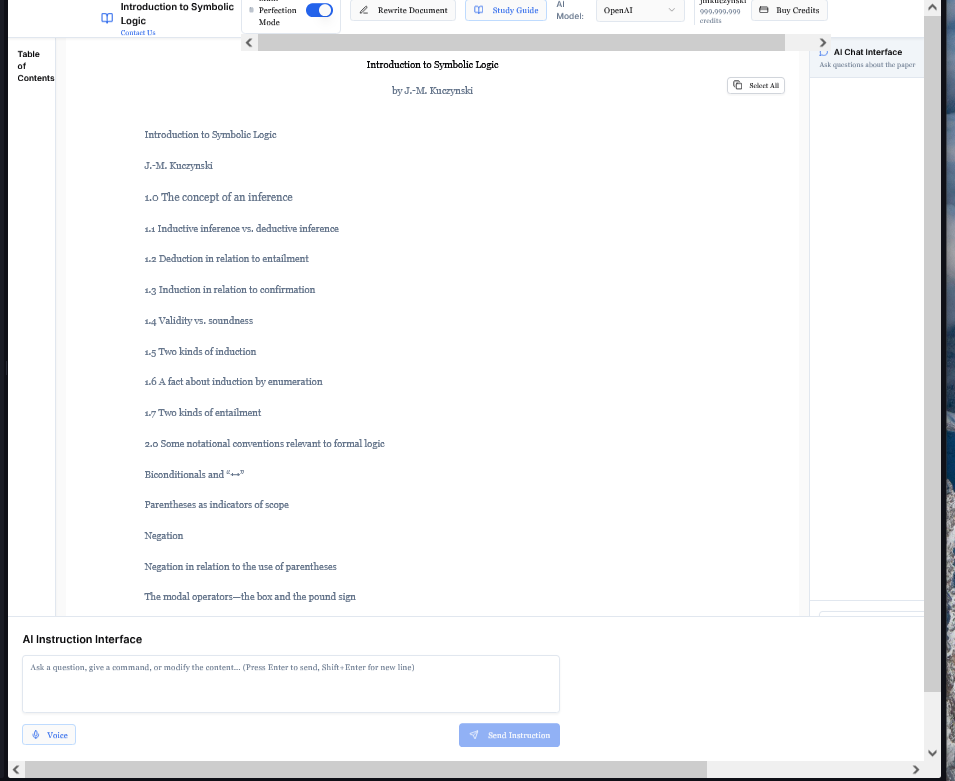 Introduction to Symbolic
Logic
Contact Us
Perfection
Mode
Rewrite Document
Study Guide
AI
Model:
OpenAI
999,999,999
credits
Buy Credits
Table
of
Contents
Introduction to Symbolic Logic
by J.-M. Kuczynski
Select All
AI Chat Interface
Ask questions about the paper
Introduction to Symbolic Logic
J.-M. Kuczynski
1.0 The concept of an inference
1.1 Inductive inference vs. deductive inference
1.2 Deduction in relation to entailment
1.3 Induction in relation to confirmation
1.4 Validity vs. soundness
1.5 Two kinds of induction
1.6 A fact about induction by enumeration
1.7 Two kinds of entailment
2.0 Some notational conventions relevant to formal logic
Biconditionals and “↔”
Parentheses as indicators of scope
Negation
Negation in relation to the use of parentheses
The modal operators—the box and the pound sign
AI Instruction Interface
Ask a question, give a command, or modify the content... (Press Enter to send, Shift+Enter for new line)
Voice
Send Instruction